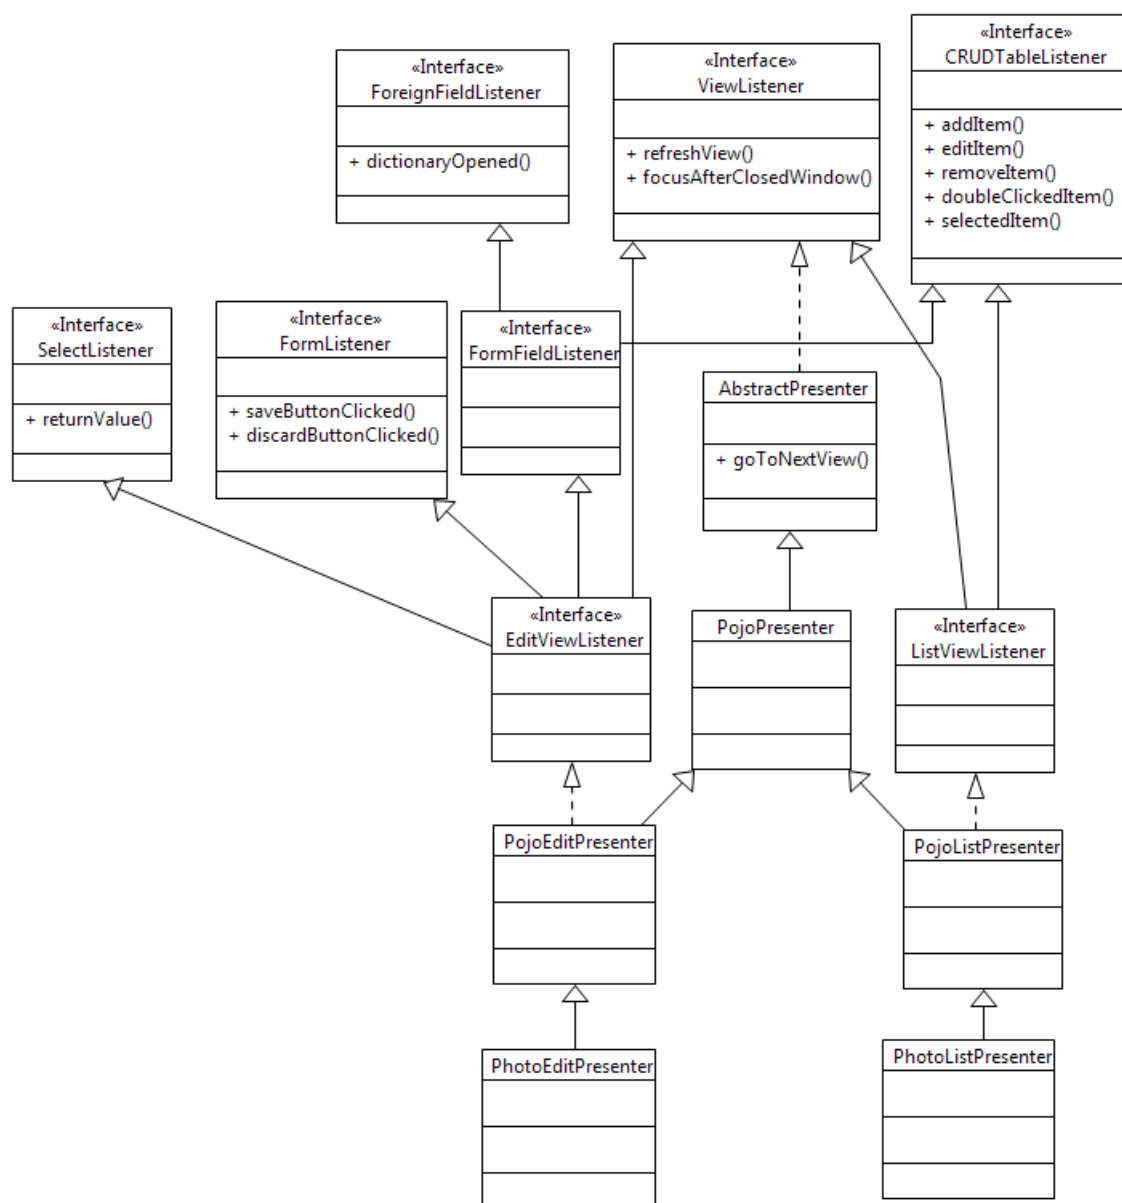 «Interface»
ForeignFieldListener
+ dictionaryOpened()
«Interface»
ViewListener
+ refreshView()
+ focusAfterClosedWindow()
«Interface»
CRUDTableListener
+ addItem()
+ editItem()
+ removeItem()
+ doubleClickedItem()
+ selectedItem()
«Interface»
SelectListener
+ returnValue()
«Interface»
FormListener
+ saveButtonClicked()
+ discardButtonClicked()
«Interface»
FormFieldListener
AbstractPresenter
+ goToNextView()
«Interface»
EditViewListener
PojoPresenter
«Interface»
ListViewListener
PojoEditPresenter
PojoListPresenter
PhotoEditPresenter
PhotoListPresenter